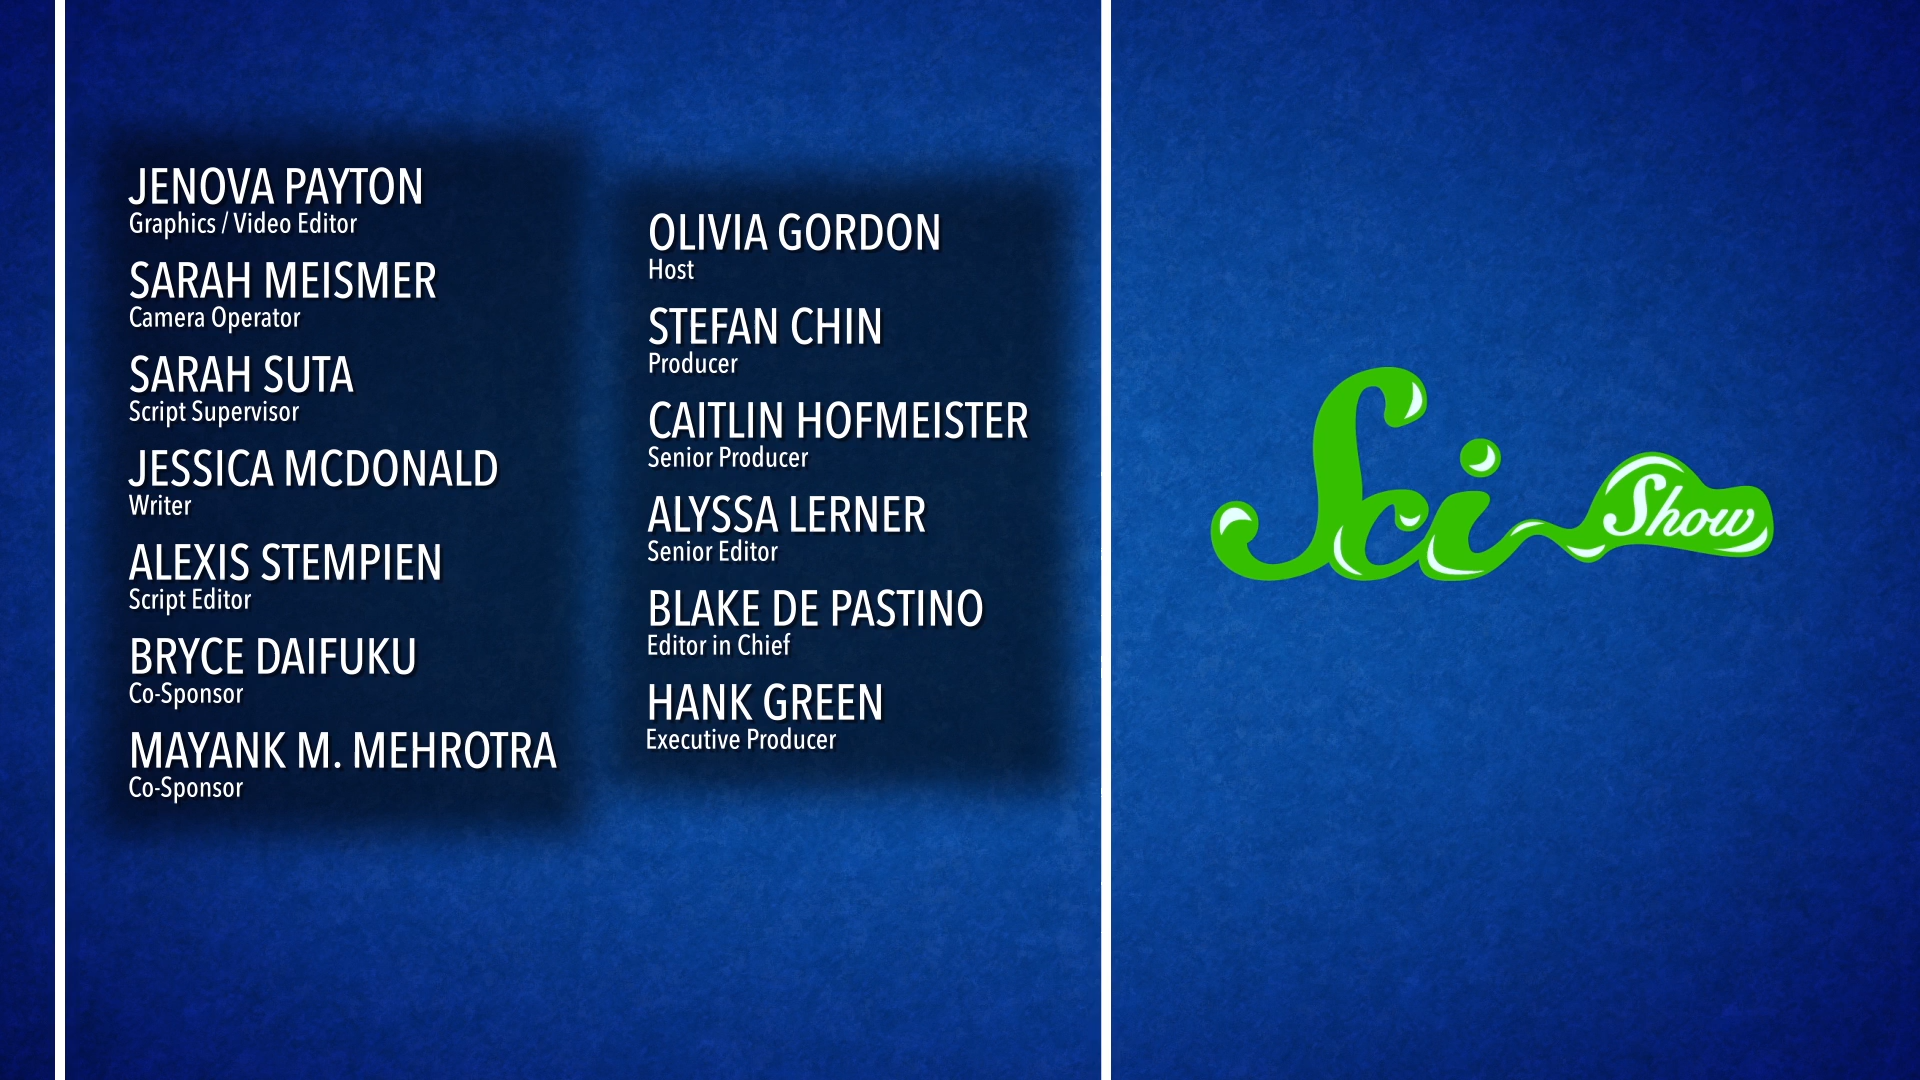 JENOVA PAYTON
Graphics / Video Editor
SARAH MEISMER
Camera Operator
SARAH SUTA
Script Supervisor
JESSICA MCDONALD
Writer
ALEXIS STEMPIEN
Script Editor
BRYCE DAIFUKU
Co-Sponsor
MAYANK M. MEHROTRA
Co-Sponsor
OLIVIA GORDON
Host
STEFAN CHIN
Producer
CAITLIN HOFMEISTER
Senior Producer
ALYSSA LERNER
Senior Editor
BLAKE DE PASTINO
Editor in Chief
HANK GREEN
Executive Producer
Sci Show